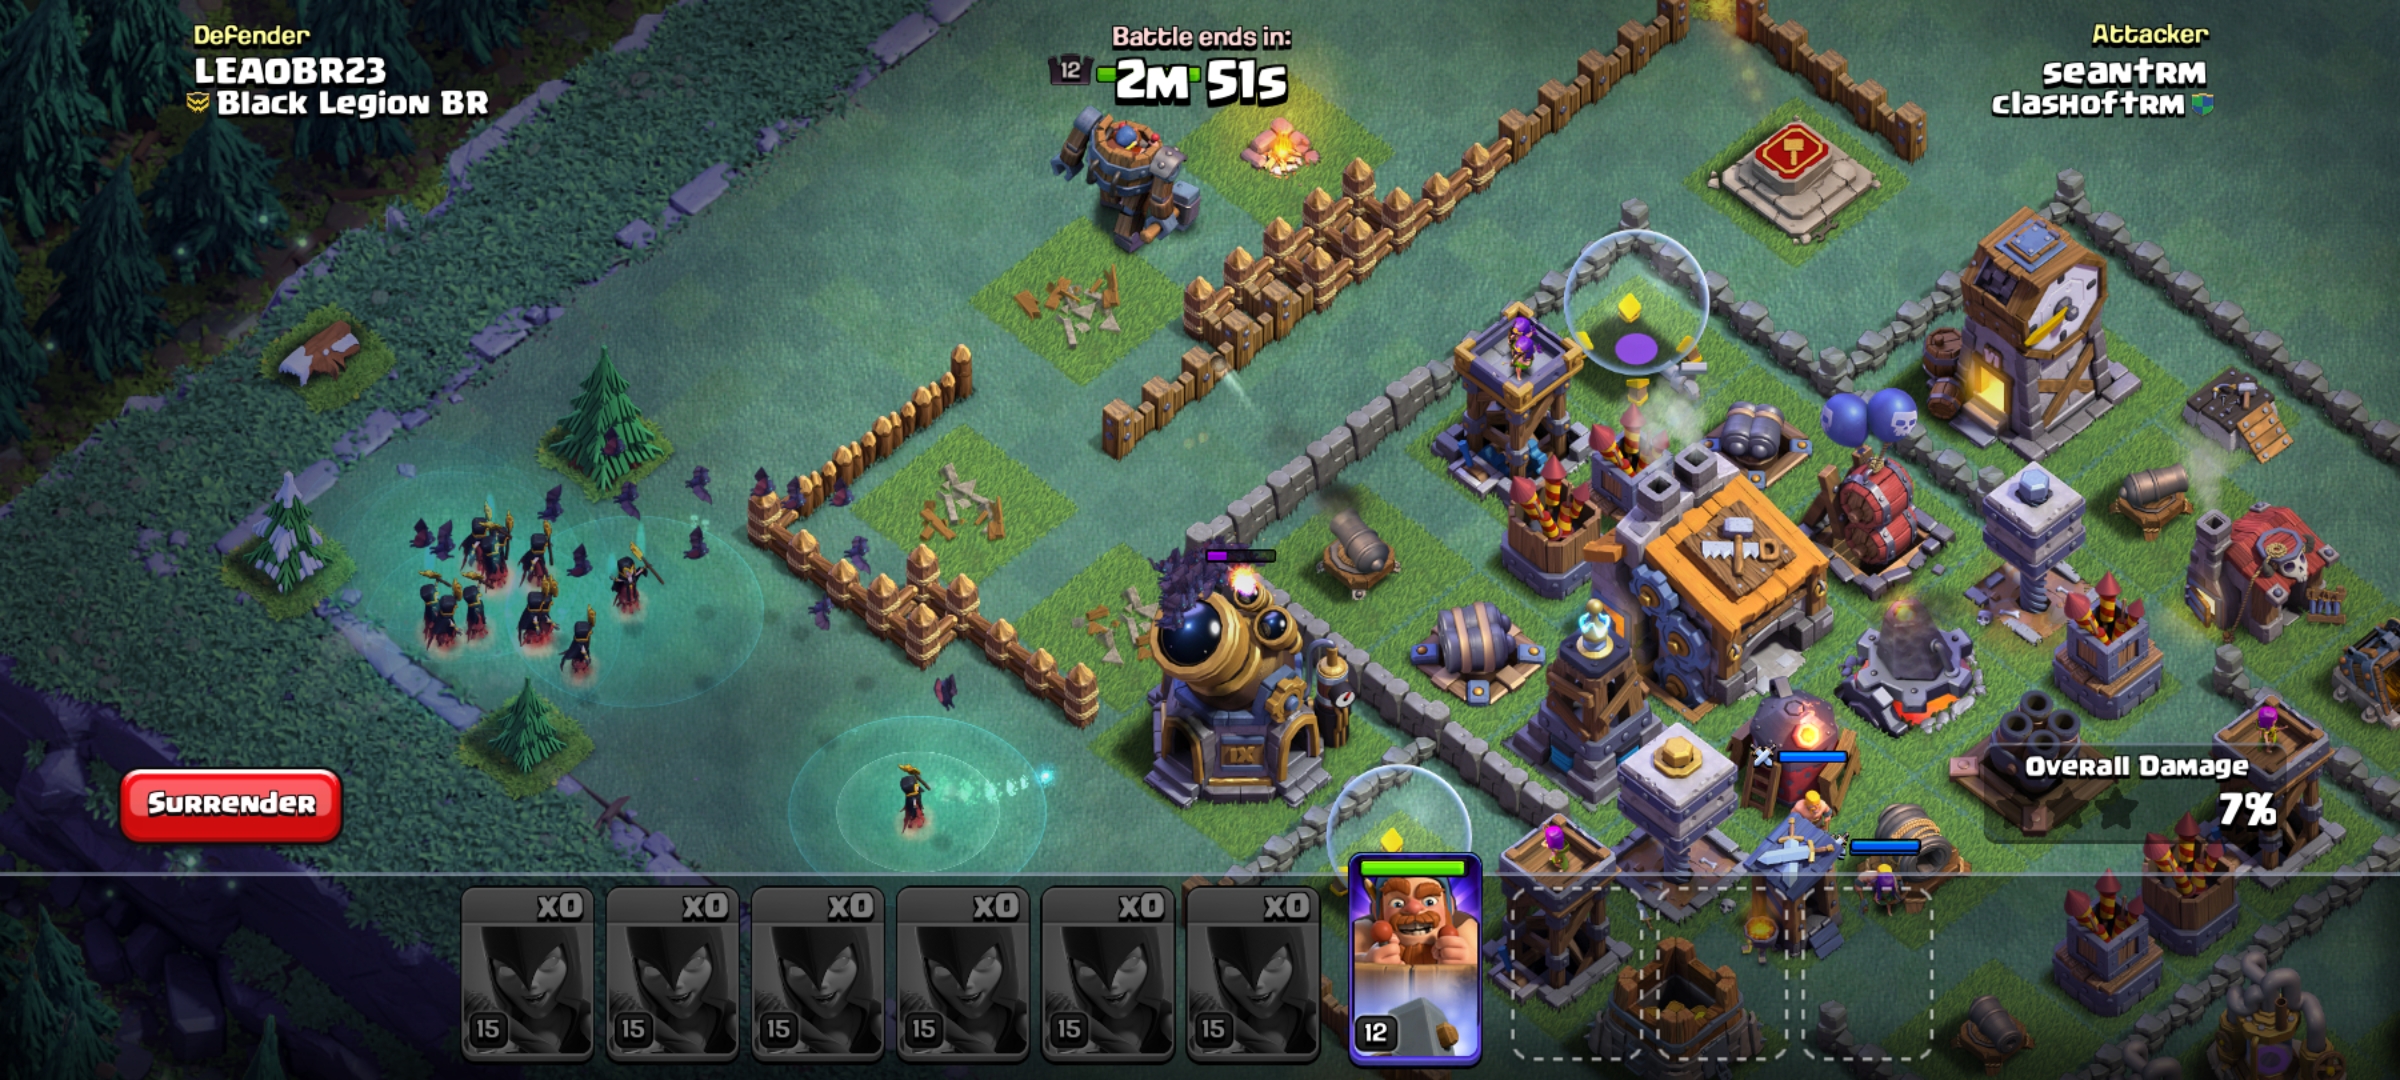 Defender
LEAOBR23
Black Legion BR
Battle ends in:
12
2M 51s
Attacker
seantRM
clashoftRM
IX
Surrender
Overall Damage
7%
x0
x0
x0
x0
x0
x0
15
15
15
15
15
15
12